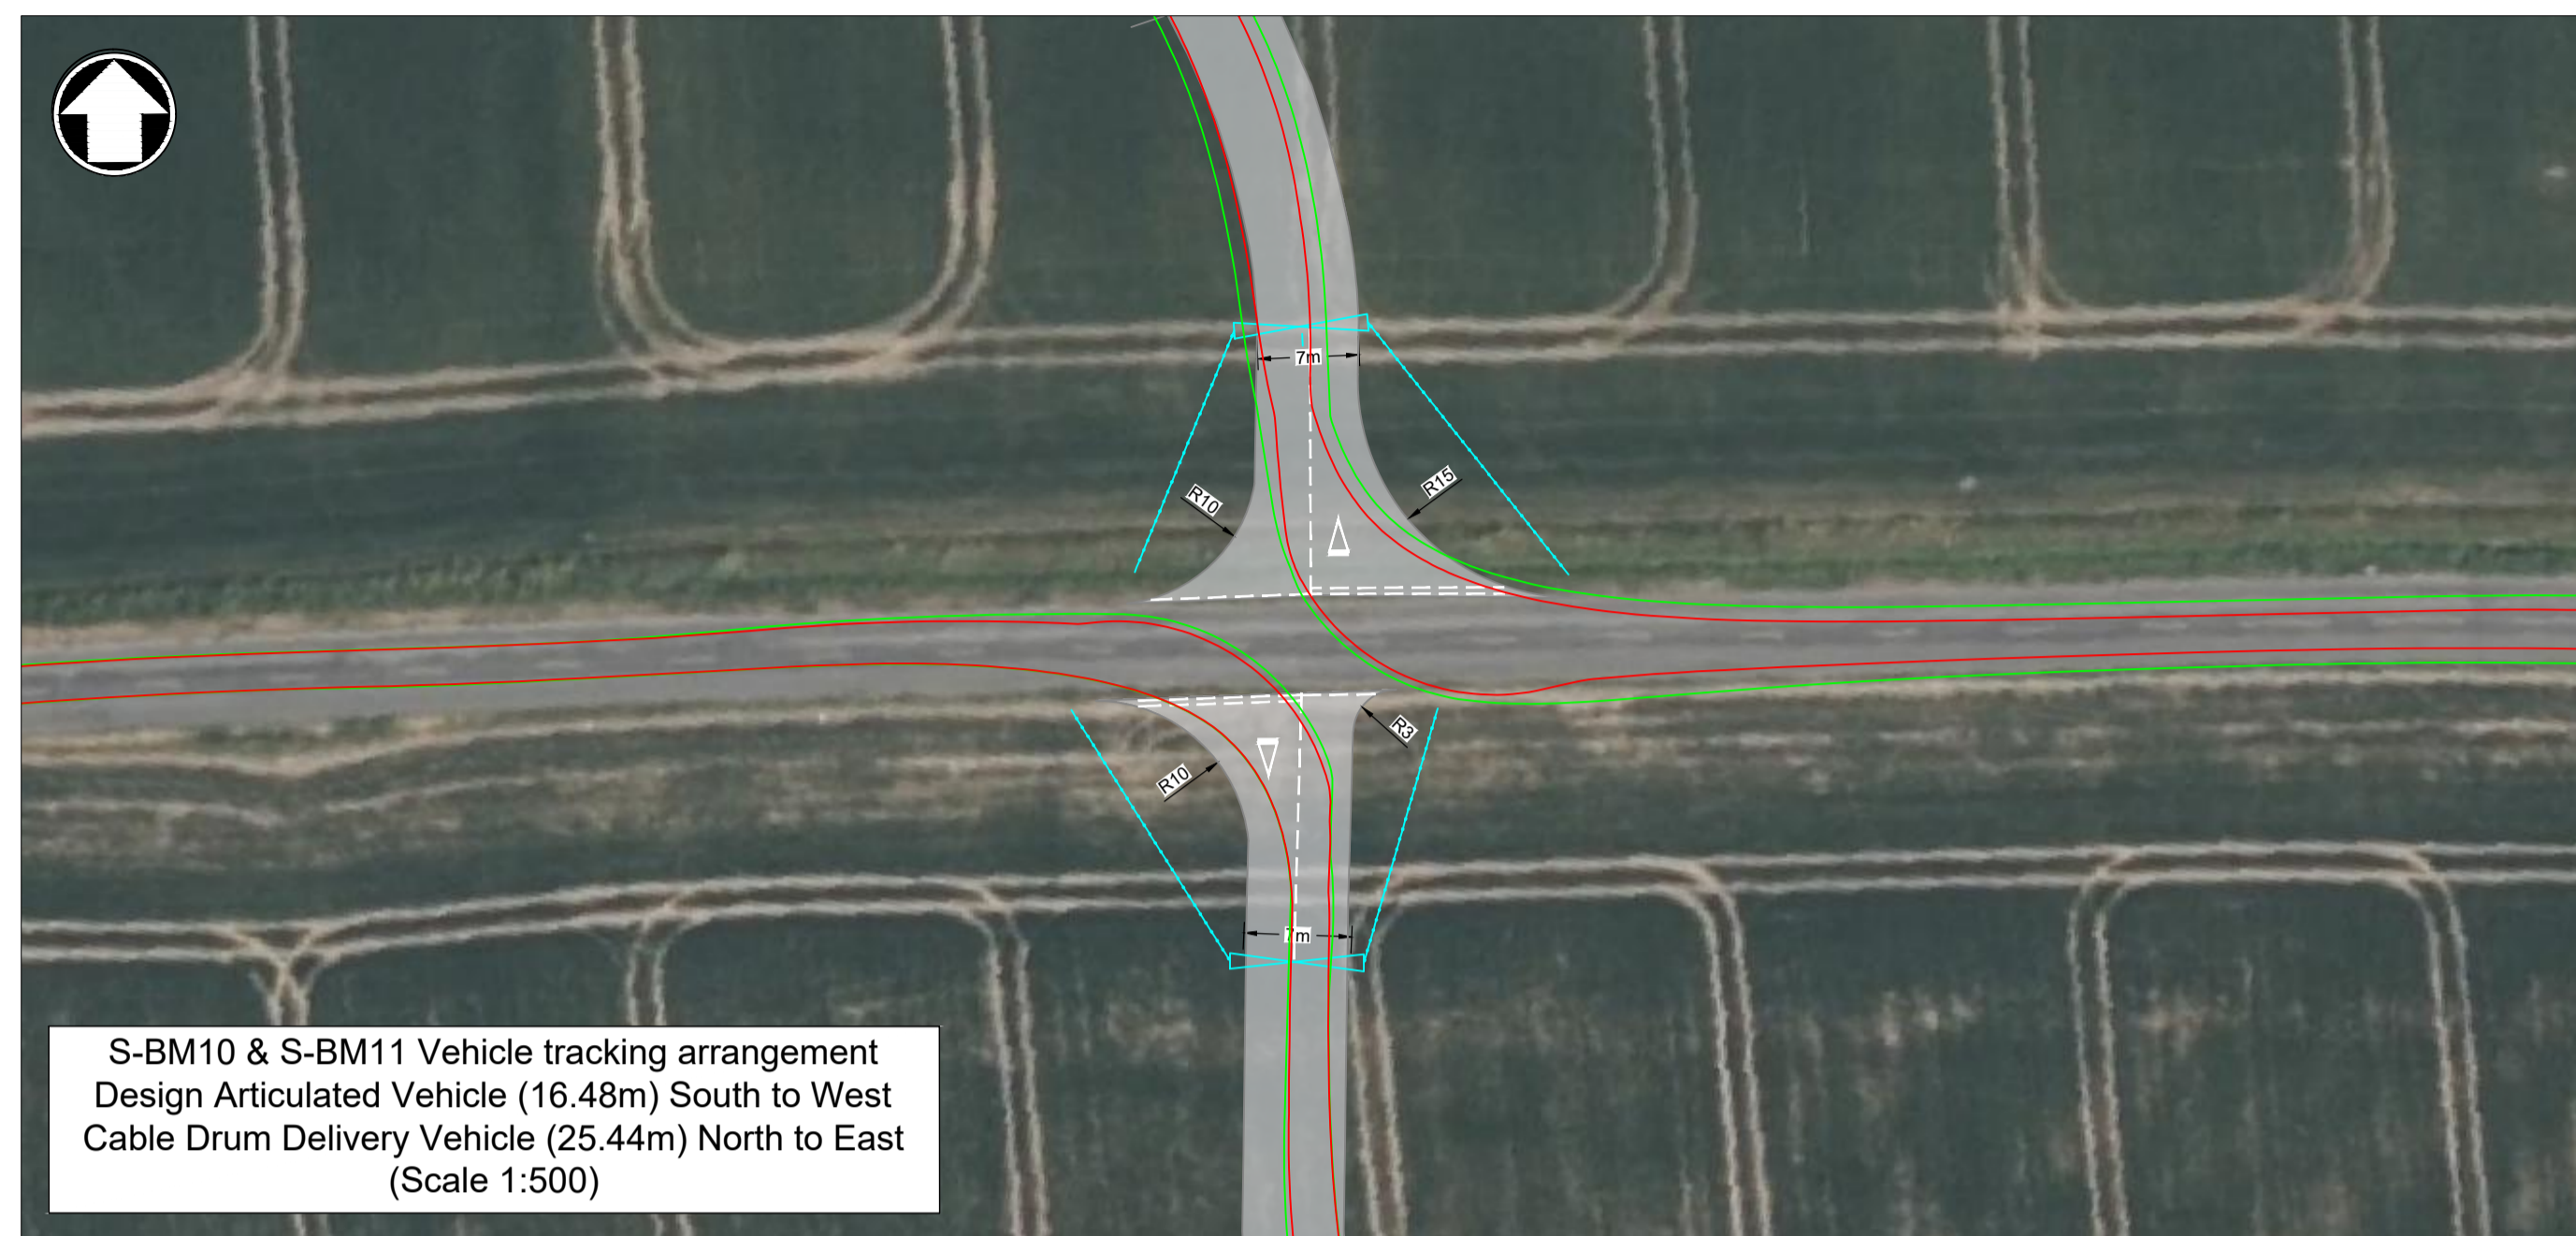 7m
R10
R15
R3
R10
7m
S-BM10 & S-BM11 Vehicle tracking arrangement
Design Articulated Vehicle (16.48m) South to West
Cable Drum Delivery Vehicle (25.44m) North to East
(Scale 1:500)